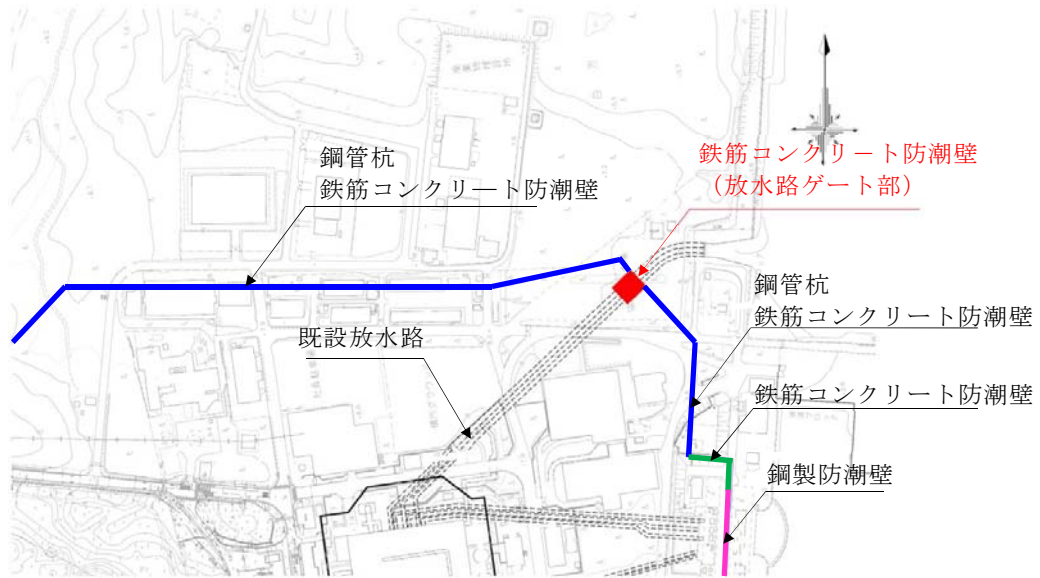 鋼管杭
鉄筋コンクリート防潮壁
鉄筋コンクリート防潮壁
(放水路ゲート部)
鋼管杭
鉄筋コンクリート防潮壁
既設放水路
鉄筋コンクリート防潮壁
鋼製防潮壁